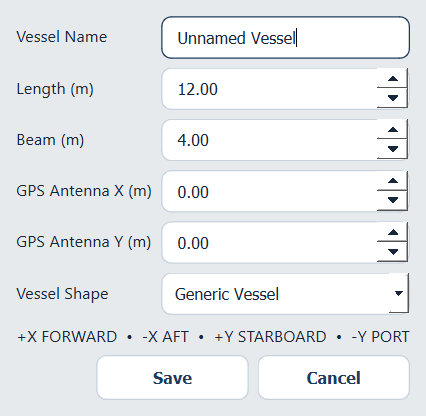 Vessel Name Unnamed Vessel
Length (m) 12.00
Beam (m) 4.00
GPS Antenna X (m) 0.00
GPS Antenna Y (m) 0.00
Vessel Shape Generic Vessel
+X FORWARD • -X AFT • +Y STARBOARD • -Y PORT
Save Cancel